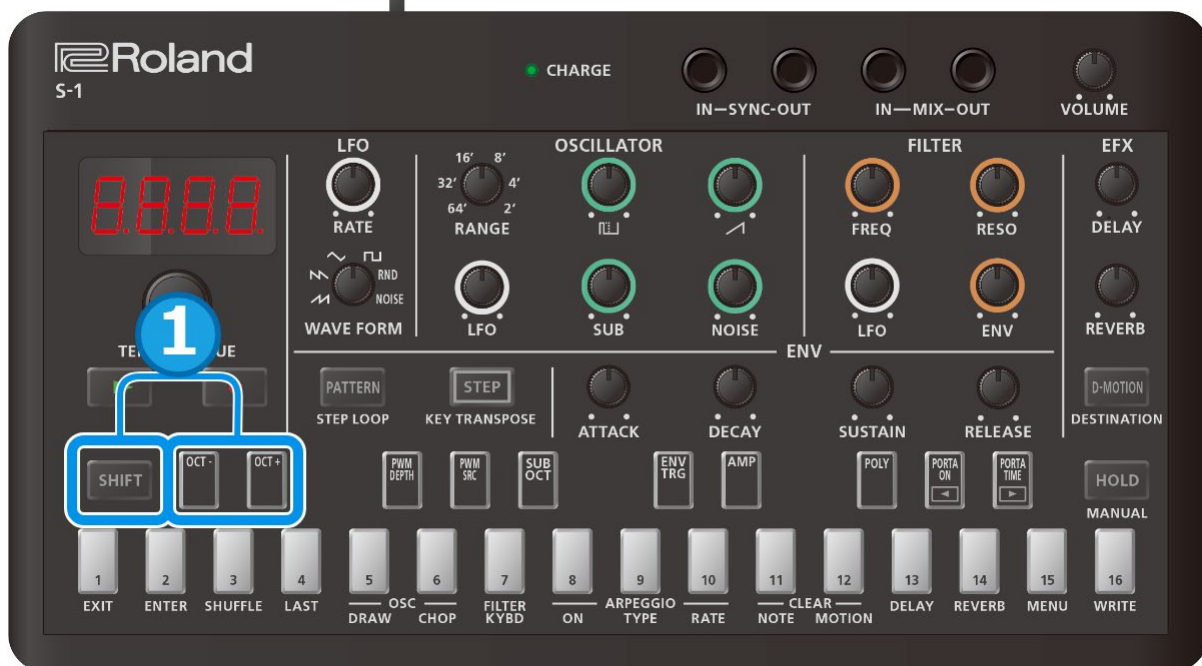 Roland
S-1
CHARGE
IN–SYNC-OUT
IN–MIX–OUT
VOLUME
8.8.8.8.
LFO
RATE
WAVE FORM
RND
NOISE
OSCILLATOR
16' 8'
32' 4'
64' 2'
RANGE
LFO
SUB
NOISE
FILTER
FREQ
RESO
LFO
ENV
EFX
DELAY
REVERB
1
PATTERN
STEP LOOP
STEP
KEY TRANSPOSE
ENV
ATTACK
DECAY
SUSTAIN
RELEASE
D-MOTION
DESTINATION
SHIFT
OCT -
OCT +
PWM DEPTH
PWM SRC
SUB OCT
ENV TRG
AMP
POLY
PORTA ON
PORTA TIME
HOLD
MANUAL
1 2 3 4 5 6 7 8 9 10 11 12 13 14 15 16
EXIT ENTER SHUFFLE LAST
OSC
DRAW CHOP
FILTER KYBD
ARPEGGIO
ON TYPE RATE
CLEAR
NOTE MOTION
DELAY REVERB MENU WRITE